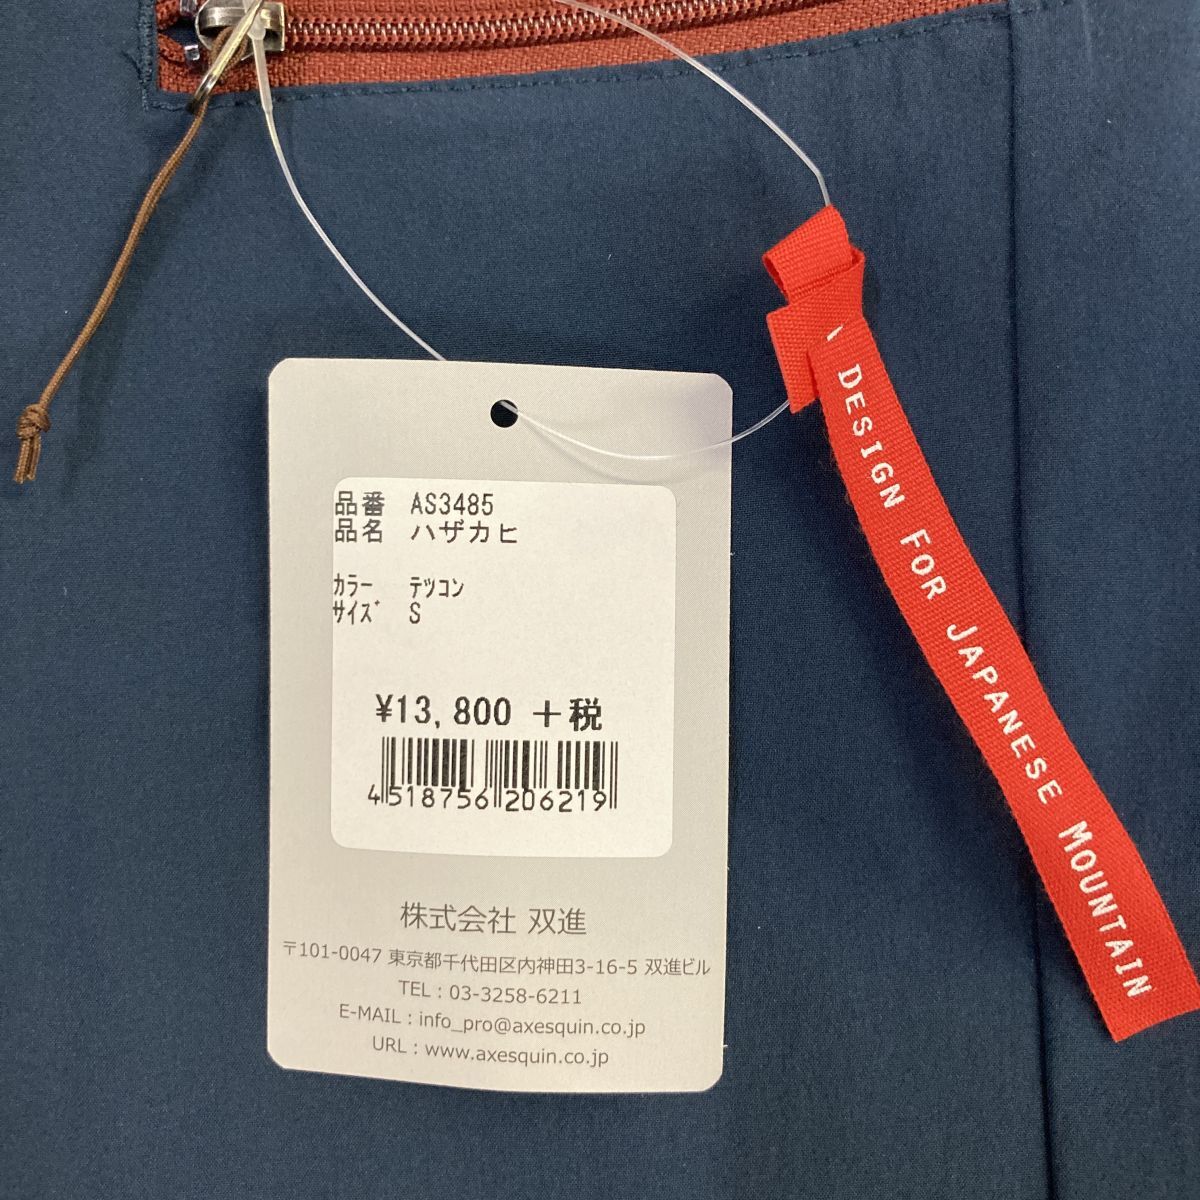 品番 AS3485
品名 ハザカヒ
カラー テツコン
サイズ S
¥13,800 +税
4518756206219
株式会社 双進
〒101-0047 東京都千代田区内神田3-16-5 双進ビル
TEL：03-3258-6211
E-MAIL：info_pro@axesquin.co.jp
URL：www.axesquin.co.jp
DESIGN FOR JAPANESE MOUNTAIN